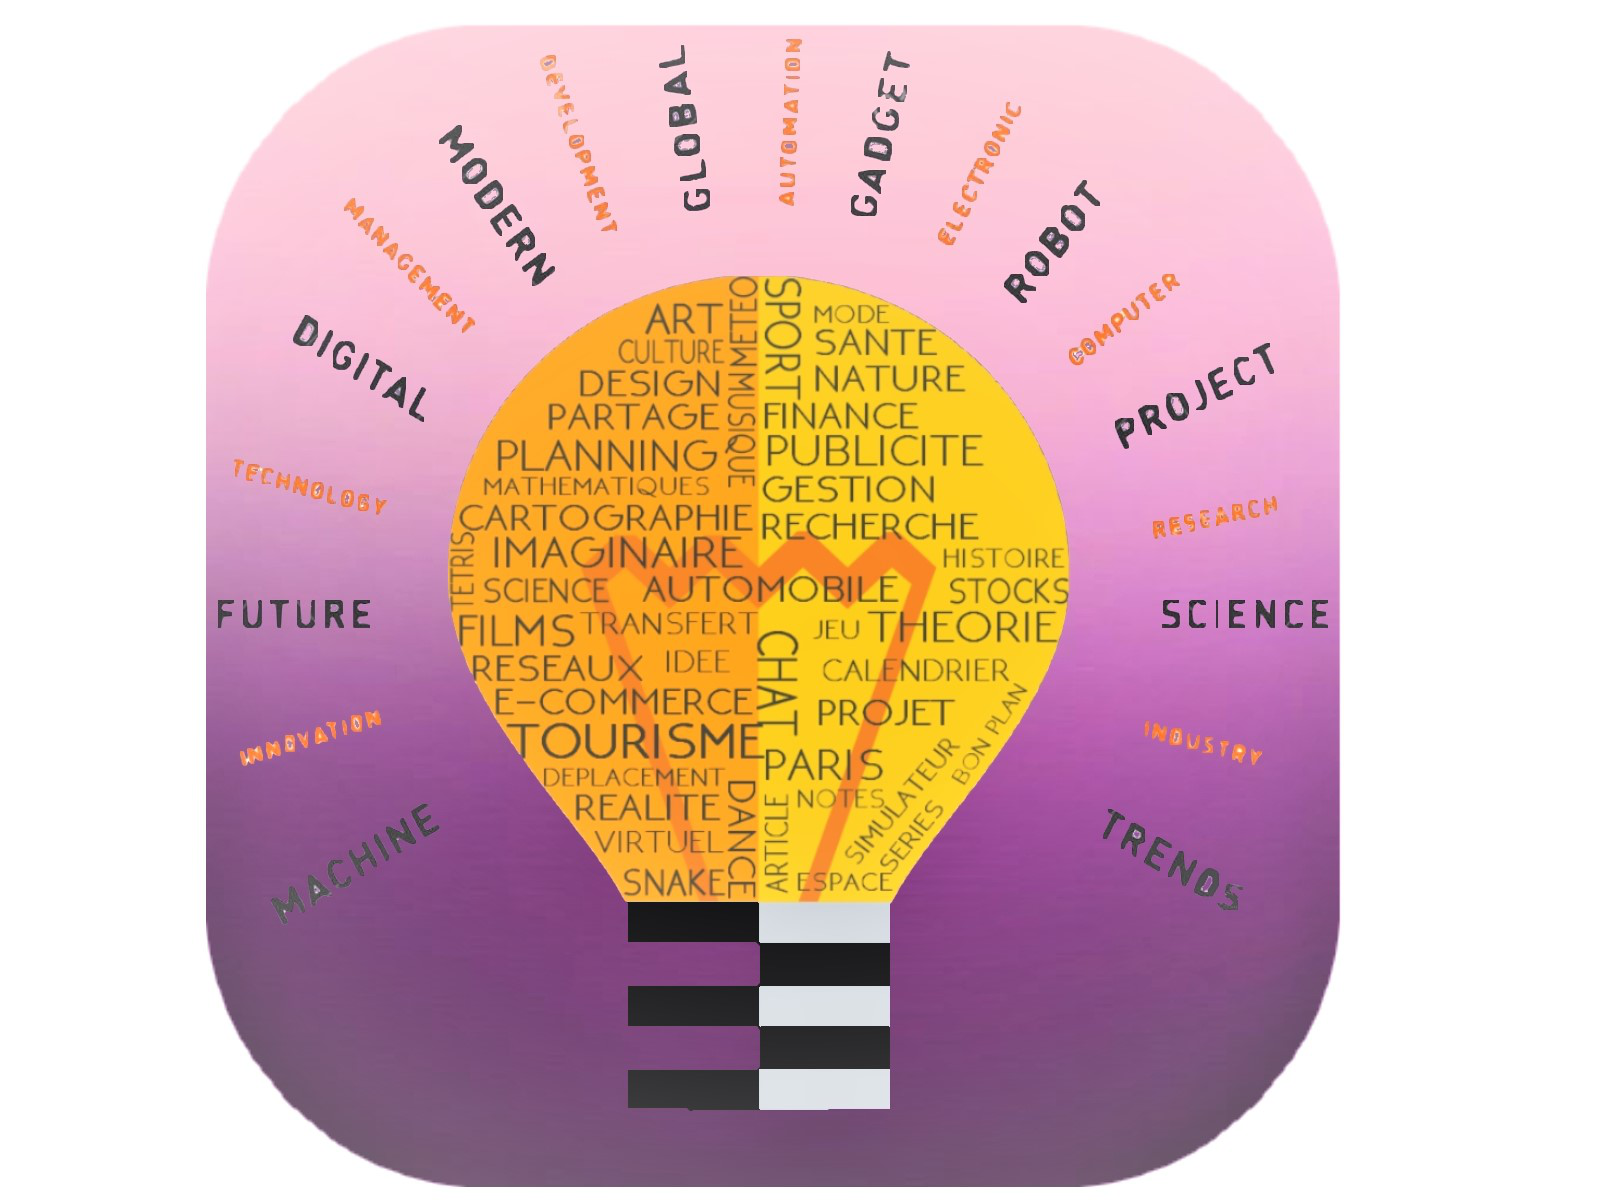 MACHINE
INNOVATION
FUTURE
TECHNOLOGY
DIGITAL
MANAGEMENT
MODERN
DEVELOPMENT
GLOBAL
AUTOMATION
GADGET
ELECTRONIC
ROBOT
COMPUTER
PROJECT
RESEARCH
SCIENCE
INDUSTRY
TRENDS
ART
CULTURE
DESIGN
PARTAGE
PLANNING
MATHEMATIQUES
CARTOGRAPHIE
IMAGINAIRE
TETRIS
SCIENCE
AUTOMOBILE
FILMS
TRANSFERT
RESEAUX
IDEE
E-COMMERCE
TOURISME
DEPLACEMENT
REALITE
VIRTUEL
SNAKE
DANCE
MUSIQUE
SPORT
MODE
SANTE
NATURE
FINANCE
PUBLICITE
GESTION
RECHERCHE
HISTOIRE
STOCKS
JEU
THEORIE
CHAT
CALENDRIER
PROJET
PARIS
NOTES
ARTICLE
SIMULATEUR
BON PLAN
SERIES
ESPACE